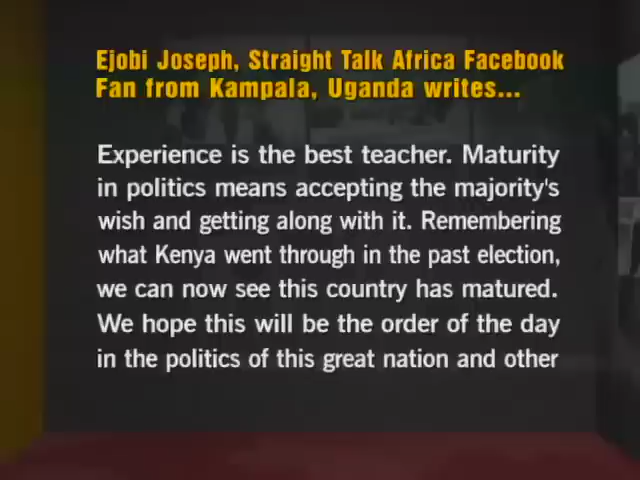 Ejobi Joseph, Straight Talk Africa Facebook
Fan from Kampala, Uganda writes...
Experience is the best teacher. Maturity
in politics means accepting the majority's
wish and getting along with it. Remembering
what Kenya went through in the past election,
we can now see this country has matured.
We hope this will be the order of the day
in the politics of this great nation and other